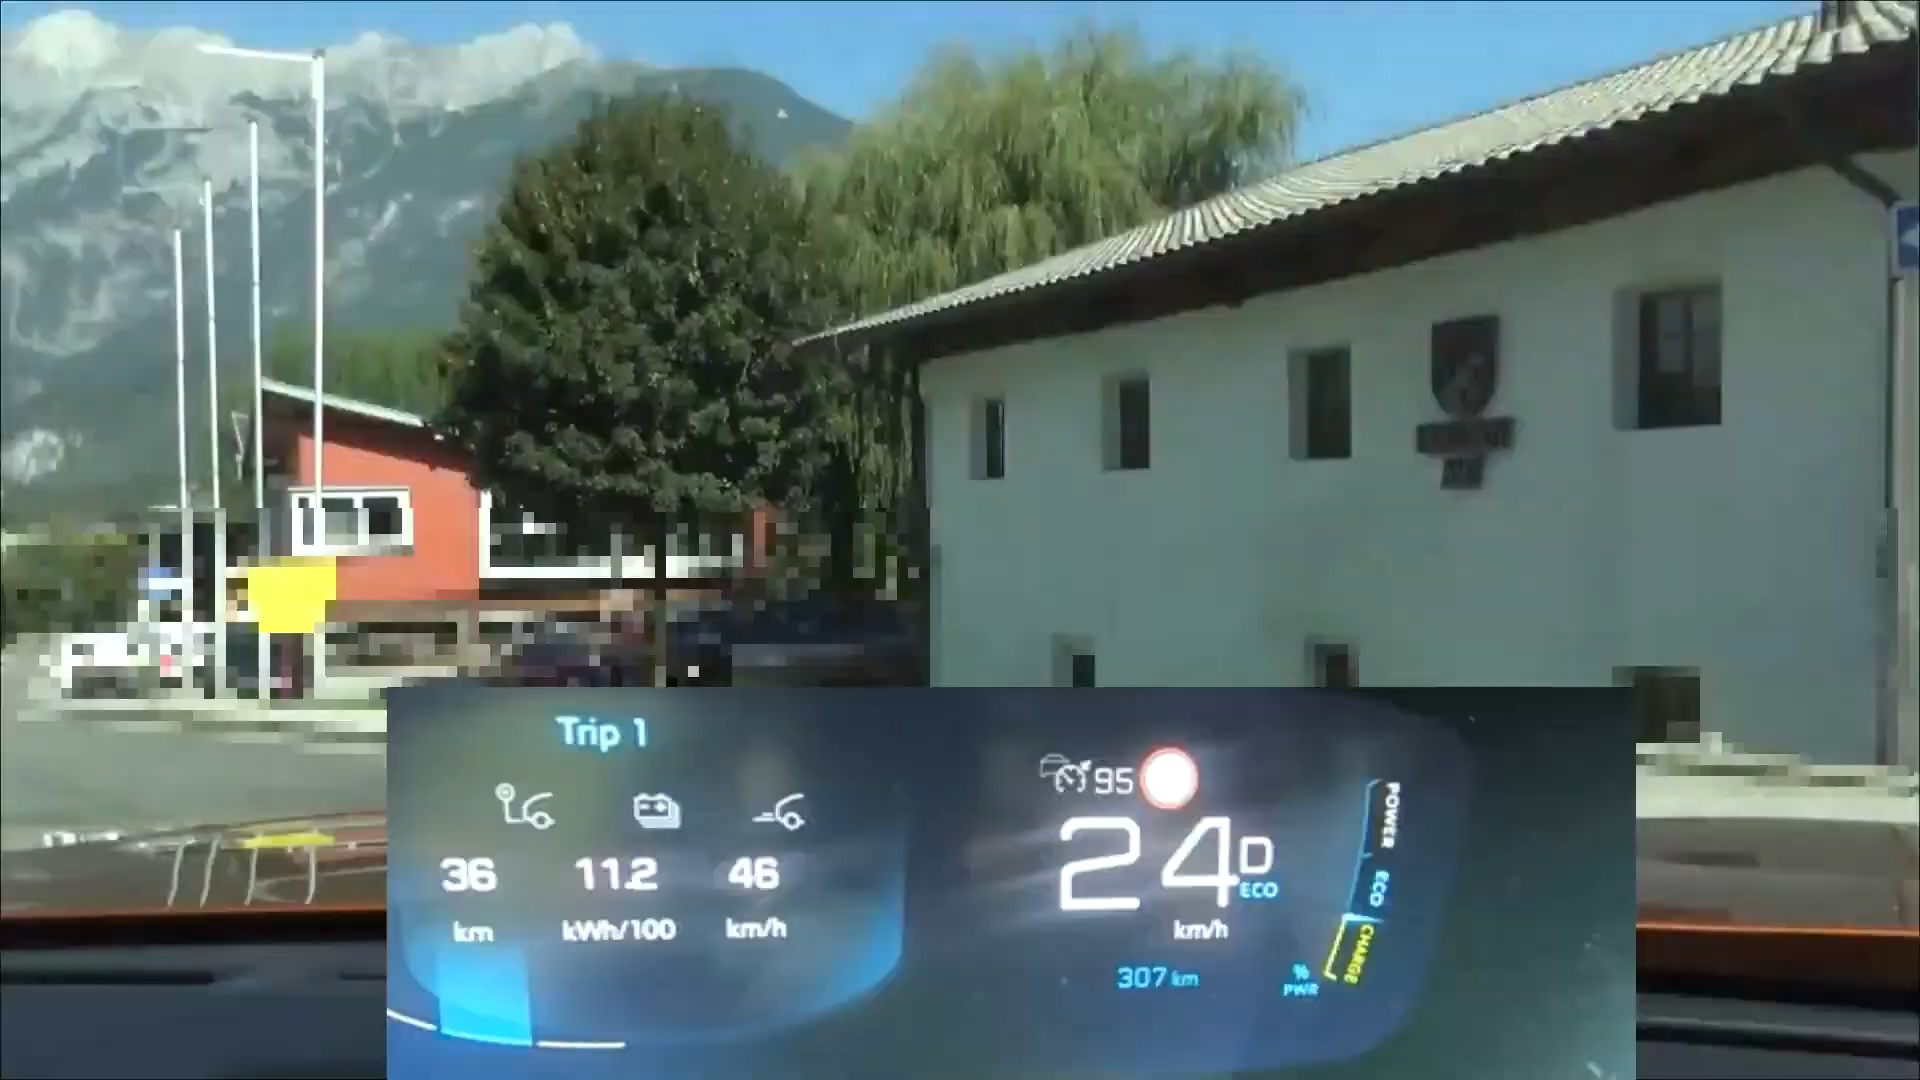 Trip 1
36 11.2 46
km kWh/100 km/h
95
24 D
ECO
km/h
307 km
% PWR
POWER
ECO
CHARGE